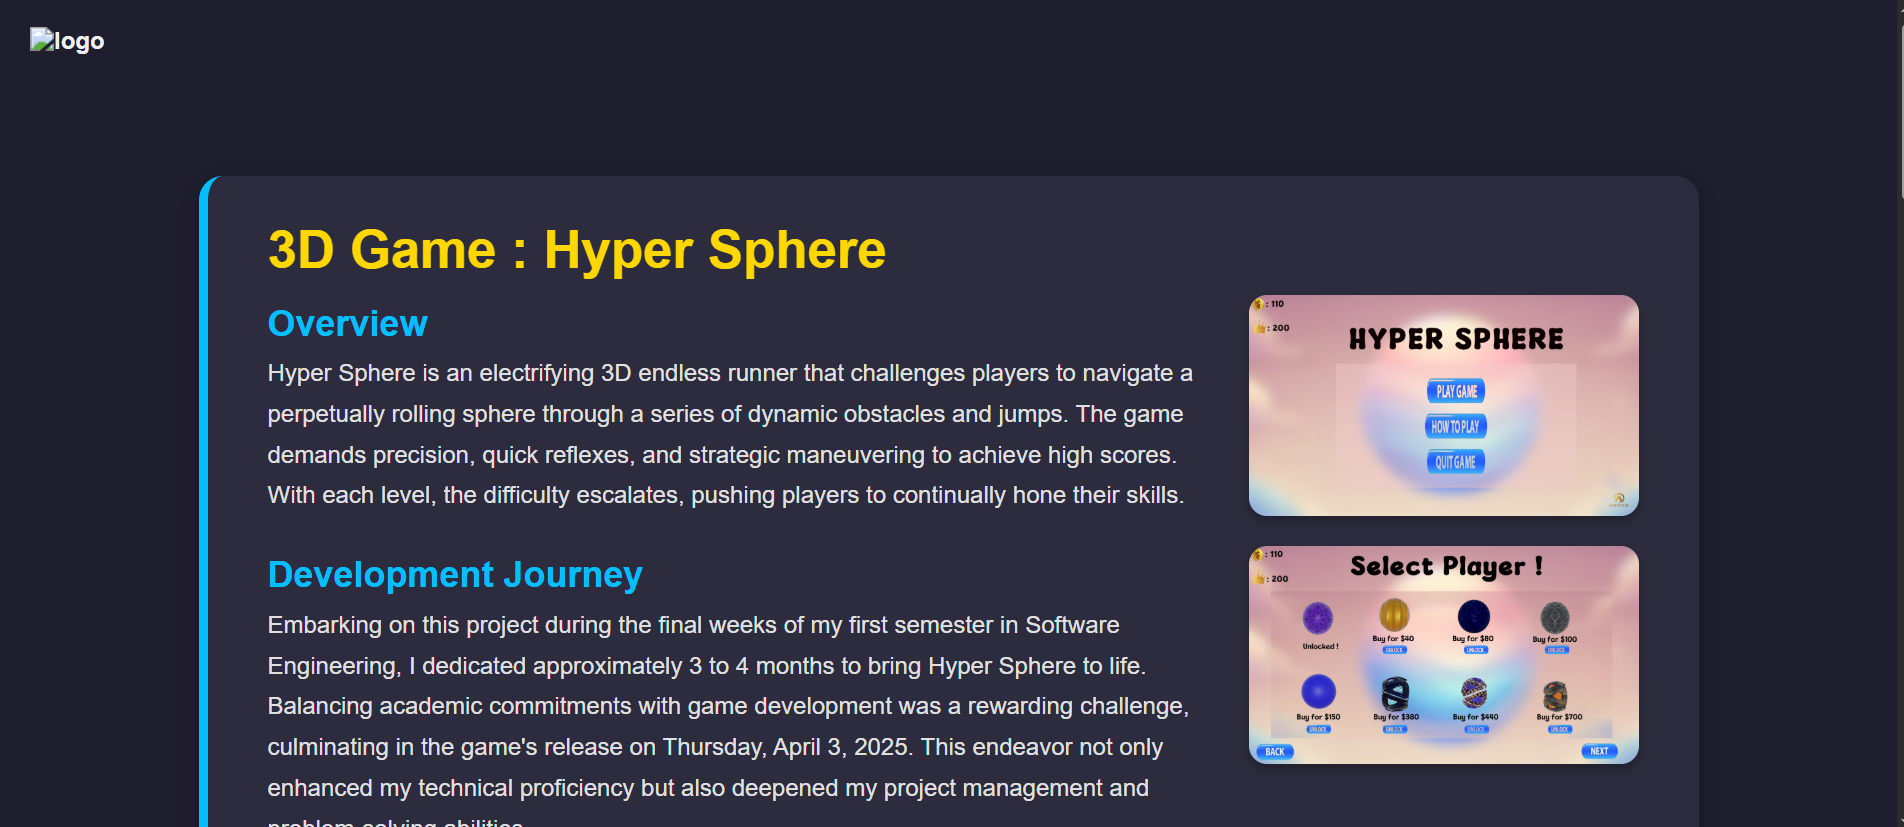 logo
3D Game : Hyper Sphere
Overview
Hyper Sphere is an electrifying 3D endless runner that challenges players to navigate a
perpetually rolling sphere through a series of dynamic obstacles and jumps. The game
demands precision, quick reflexes, and strategic maneuvering to achieve high scores.
With each level, the difficulty escalates, pushing players to continually hone their skills.
Development Journey
Embarking on this project during the final weeks of my first semester in Software
Engineering, I dedicated approximately 3 to 4 months to bring Hyper Sphere to life.
Balancing academic commitments with game development was a rewarding challenge,
culminating in the game's release on Thursday, April 3, 2025. This endeavor not only
enhanced my technical proficiency but also deepened my project management and
problem-solving abilities.
: 110
: 200
HYPER SPHERE
PLAY GAME
HOW TO PLAY
QUIT GAME
: 110
: 200
Select Player !
Unlocked !
Buy for $40
Buy for $80
Buy for $100
UNLOCK
UNLOCK
UNLOCK
Buy for $150
Buy for $380
Buy for $440
Buy for $700
UNLOCK
UNLOCK
UNLOCK
UNLOCK
BACK
NEXT